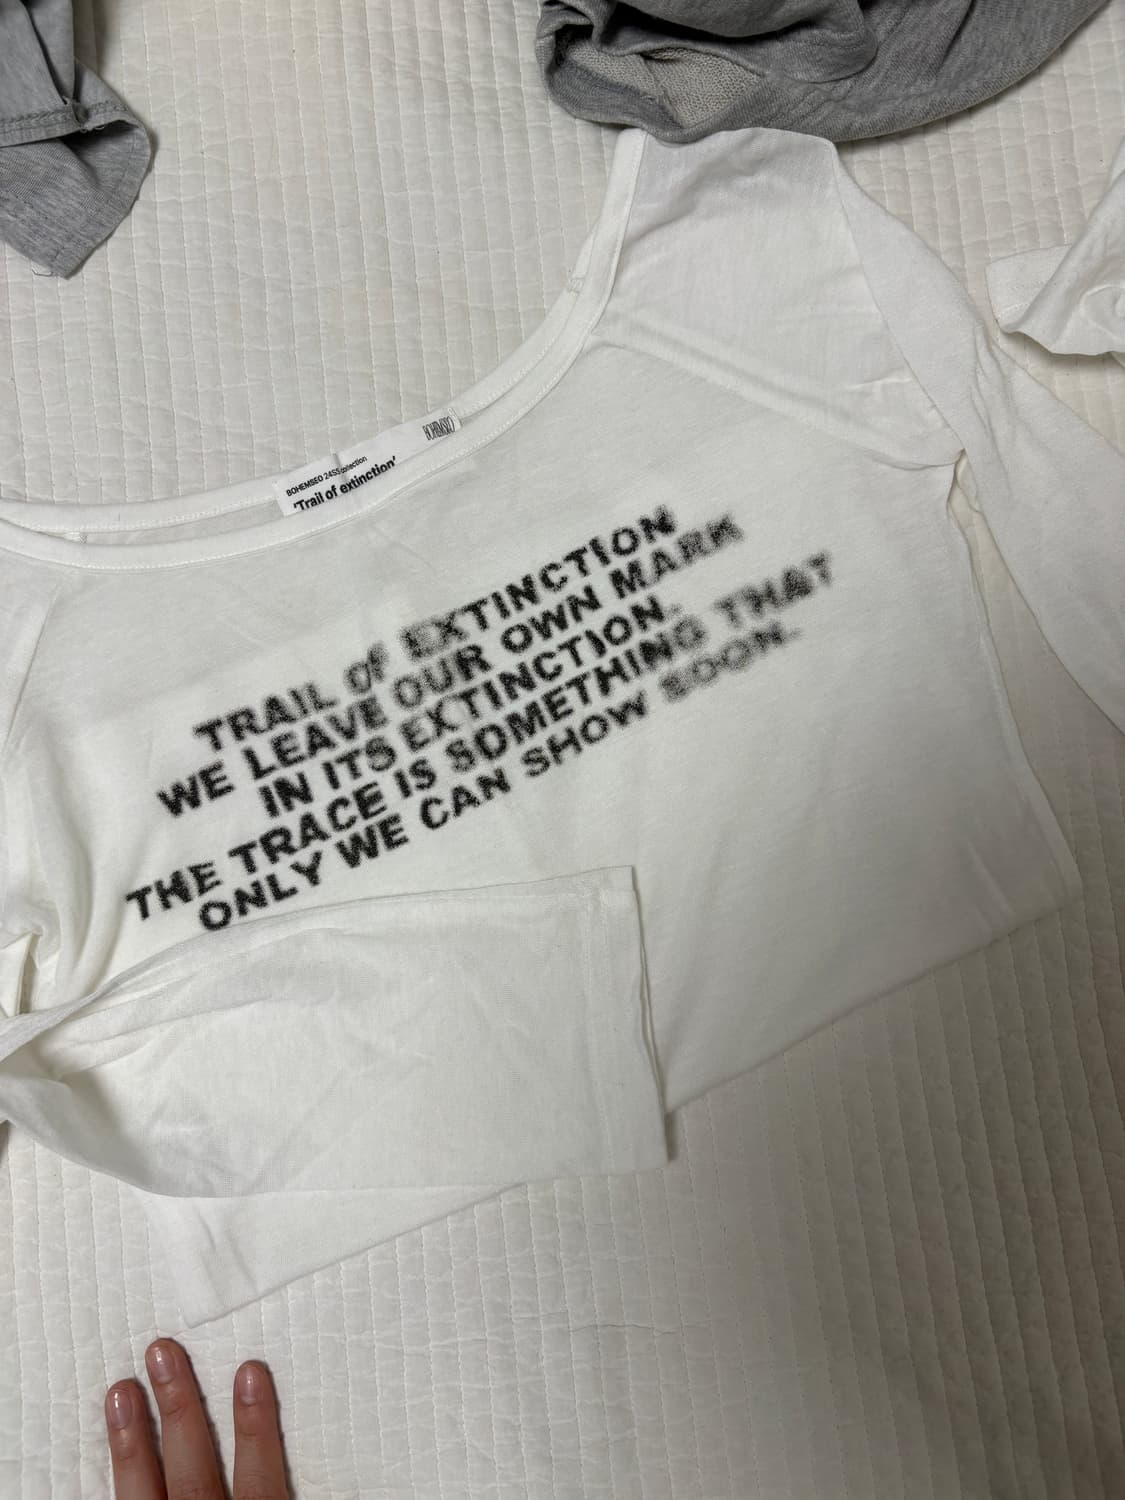 BOHEMSEO
BOHEMSEO 24SS collection
'Trail of extinction'
TRAIL of EXTINCTION
WE LEAVE OUR OWN MARK
IN ITS EXTINCTION.
THE TRACE IS SOMETHING THAT
ONLY WE CAN SHOW SOON.